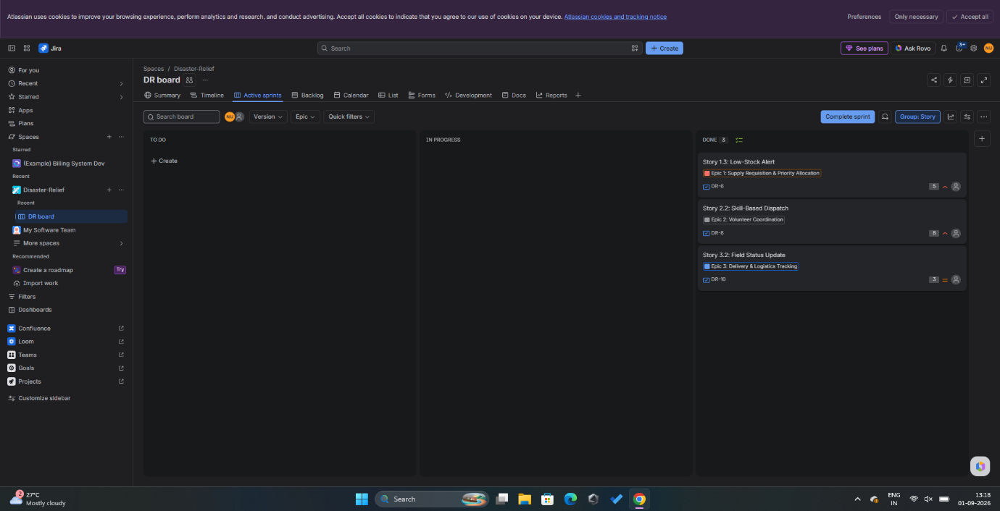 Atlassian uses cookies to improve your browsing experience, perform analytics and research, and conduct advertising. Accept all cookies to indicate that you agree to our use of cookies on your device. Atlassian cookies and tracking notice
Preferences
Only necessary
Accept all
Jira
Search
Create
See plans
Ask Rovo
3+
NU
For you
Recent
Starred
Apps
Plans
Spaces
Starred
(Example) Billing System Dev
Recent
Disaster-Relief
Recent
DR board
My Software Team
More spaces
Recommended
Create a roadmap
Try
Import work
Filters
Dashboards
Confluence
Loom
Teams
Goals
Projects
Customize sidebar
Spaces / Disaster-Relief
DR board
Summary
Timeline
Active sprints
Backlog
Calendar
List
Forms
Development
Docs
Reports
Search board
NU
Version
Epic
Quick filters
Complete sprint
Group: Story
TO DO
Create
IN PROGRESS
DONE 3
Story 1.3: Low-Stock Alert
Epic 1: Supply Requisition & Priority Allocation
DR-6
5
Story 2.2: Skill-Based Dispatch
Epic 2: Volunteer Coordination
DR-8
8
Story 3.2: Field Status Update
Epic 3: Delivery & Logistics Tracking
DR-10
3
2
27°C
Mostly cloudy
Search
ENG
IN
13:18
01-09-2026